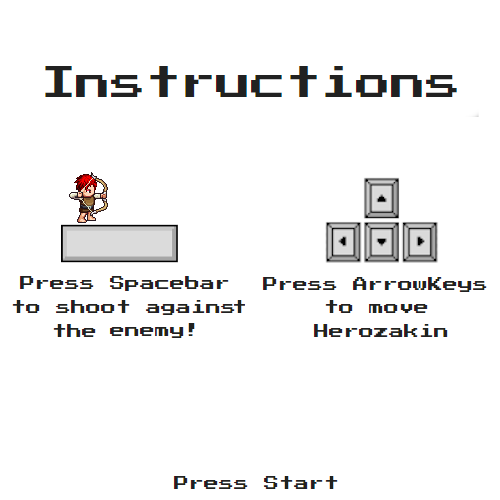 Instructions
Press Spacebar
to shoot against
the enemy!
Press ArrowKeys
to move
Herozakin
Press Start